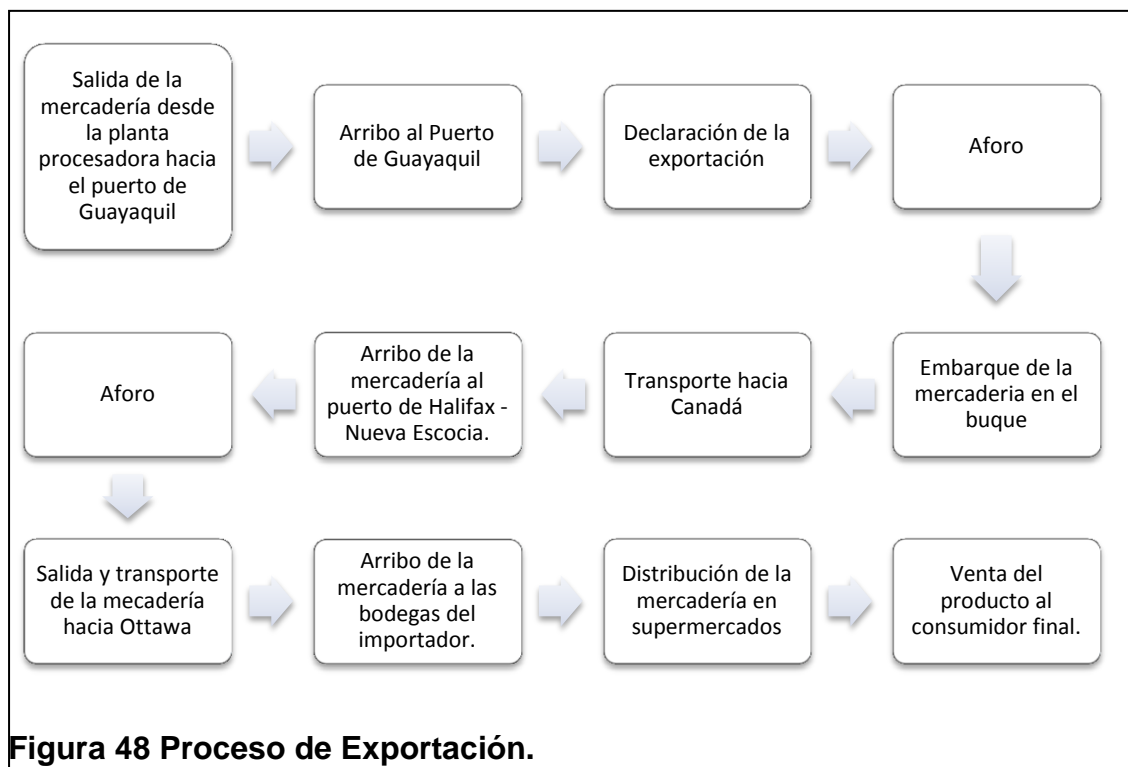 Salida de la
mercadería desde
la planta
procesadora hacia
el puerto de
Guayaquil
Arribo al Puerto
de Guayaquil
Declaración de la
exportación
Aforo
Embarque de la
mercaderia en el
buque
Transporte hacia
Canadá
Arribo de la
mercadería al
puerto de Halifax -
Nueva Escocia.
Aforo
Salida y transporte
de la mecadería
hacia Ottawa
Arribo de la
mercadería a las
bodegas del
importador.
Distribución de la
mercadería en
supermercados
Venta del
producto al
consumidor final.
Figura 48 Proceso de Exportación.